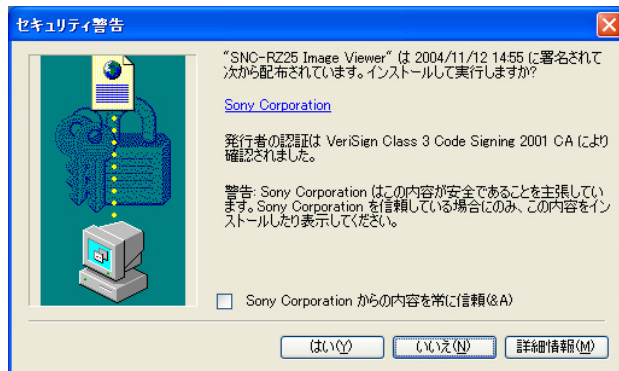 セキュリティ警告
"SNC-RZ25 Image Viewer" は 2004/11/12 14:55 に署名されて
次から配布されています。インストールして実行しますか?
Sony Corporation
発行者の認証は VeriSign Class 3 Code Signing 2001 CA により
確認されました。
警告: Sony Corporation はこの内容が安全であることを主張してい
ます。Sony Corporation を信頼している場合にのみ、この内容をイン
ストールしたり表示してください。
Sony Corporation からの内容を常に信頼(&A)
はい(Y)
いいえ(N)
詳細情報(M)